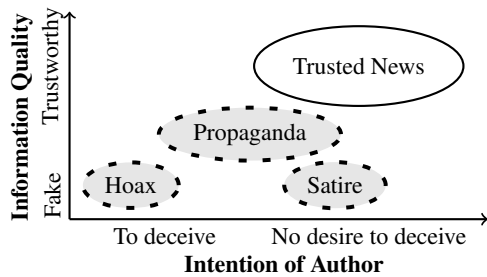 Information Quality
Trustworthy
Fake
Trusted News
Propaganda
Hoax
Satire
To deceive
No desire to deceive
Intention of Author